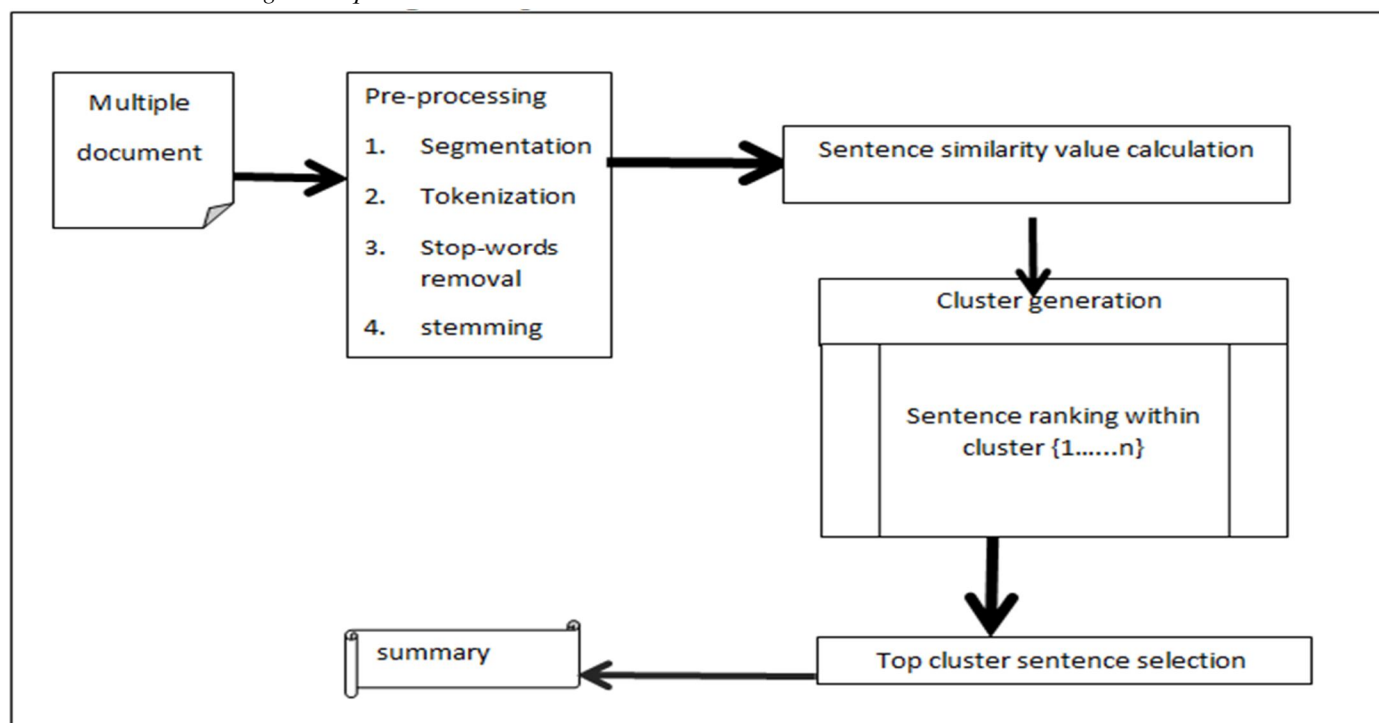 Multiple
document
Pre-processing
1. Segmentation
2. Tokenization
3. Stop-words
removal
4. stemming
Sentence similarity value calculation
Cluster generation
Sentence ranking within
cluster {1......n}
Top cluster sentence selection
summary